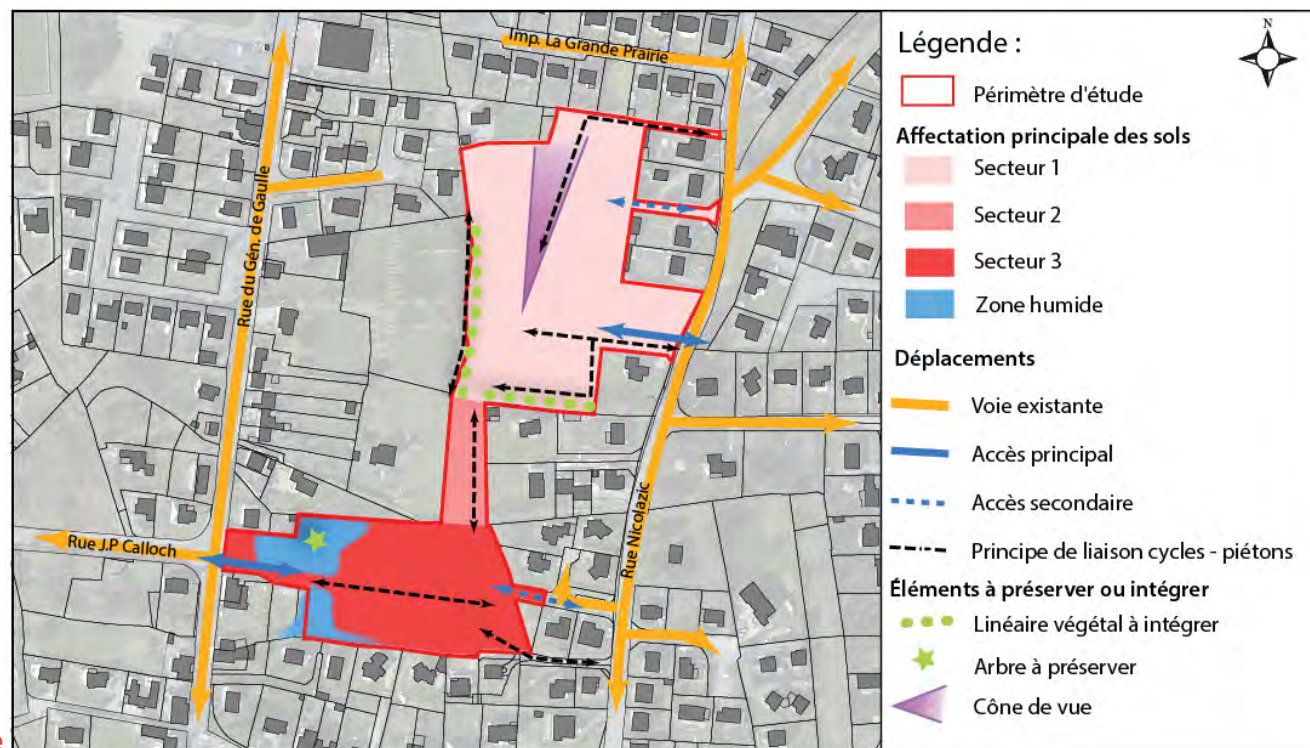 Imp. La Grande Prairie
Rue du Gén. de Gaulle
Rue J.P Calloch
Rue Nicolazic
N
Légende :
Périmètre d'étude
Affectation principale des sols
Secteur 1
Secteur 2
Secteur 3
Zone humide
Déplacements
Voie existante
Accès principal
Accès secondaire
Principe de liaison cycles - piétons
Éléments à préserver ou intégrer
Linéaire végétal à intégrer
Arbre à préserver
Cône de vue